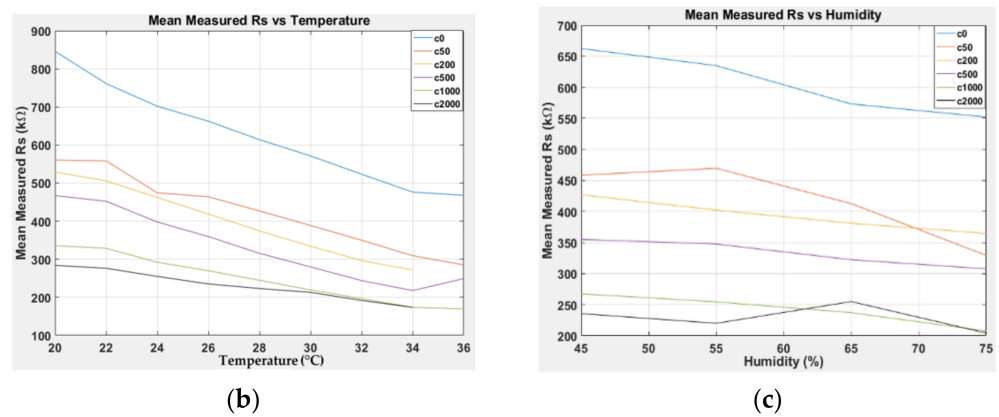 Mean Measured Rs vs Temperature
900
800
700
600
500
400
300
200
100
Mean Measured Rs (kΩ)
c0
c50
c200
c500
c1000
c2000
20 22 24 26 28 30 32 34 36
Temperature (°C)
(b)
Mean Measured Rs vs Humidity
700
650
600
550
500
450
400
350
300
250
200
Mean Measured Rs (kΩ)
c0
c50
c200
c500
c1000
c2000
45 50 55 60 65 70 75
Humidity (%)
(c)